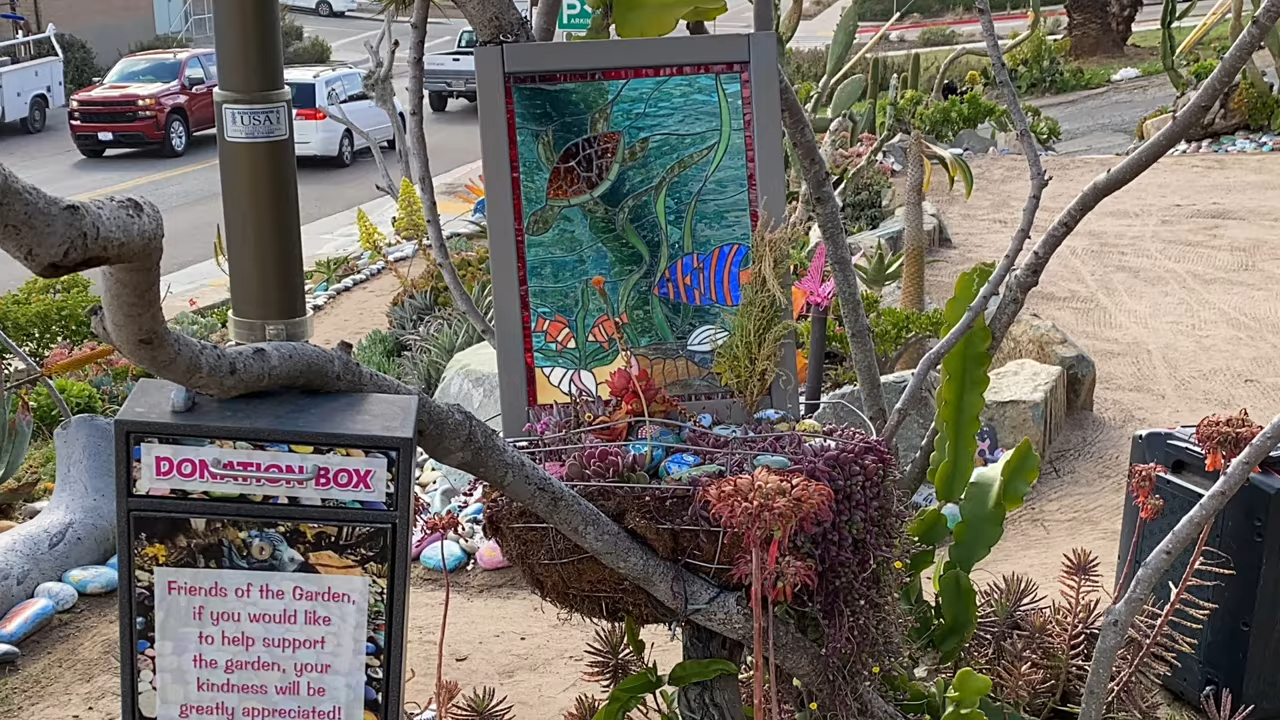 P
ARKIN
USA
DONATION BOX
Friends of the Garden,
if you would like
to help support
the garden, your
kindness will be
greatly appreciated!